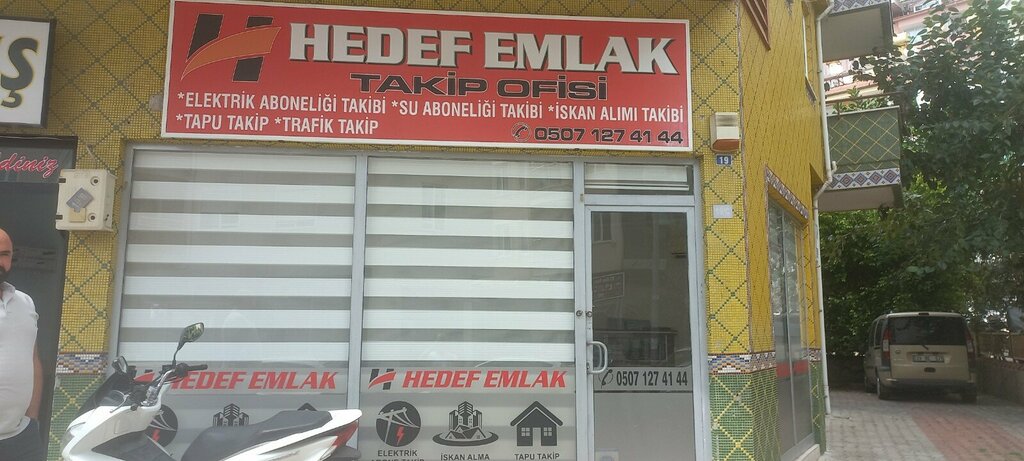 Ş
HEDEF EMLAK
TAKİP OFİSİ
*ELEKTRİK ABONELİĞİ TAKİBİ *SU ABONELİĞİ TAKİBİ *İSKAN ALIMI TAKİBİ
*TAPU TAKİP *TRAFİK TAKİP
0507 127 41 44
19
diniz
HEDEF EMLAK
HEDEF EMLAK
0507 127 41 44
ELEKTRİK
İSKAN ALMA
TAPU TAKİP